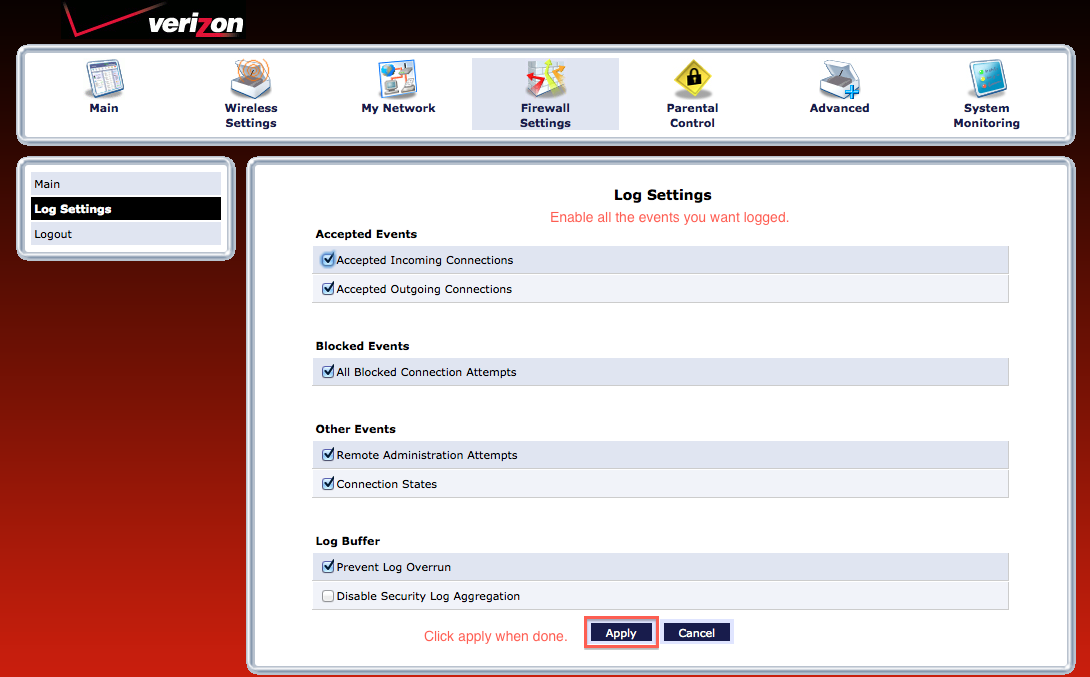 verizon
Main
Wireless
Settings
My Network
Firewall
Settings
Parental
Control
Advanced
System
Monitoring
Main
Log Settings
Logout
Log Settings
Enable all the events you want logged.
Accepted Events
Accepted Incoming Connections
Accepted Outgoing Connections
Blocked Events
All Blocked Connection Attempts
Other Events
Remote Administration Attempts
Connection States
Log Buffer
Prevent Log Overrun
Disable Security Log Aggregation
Click apply when done.
Apply
Cancel